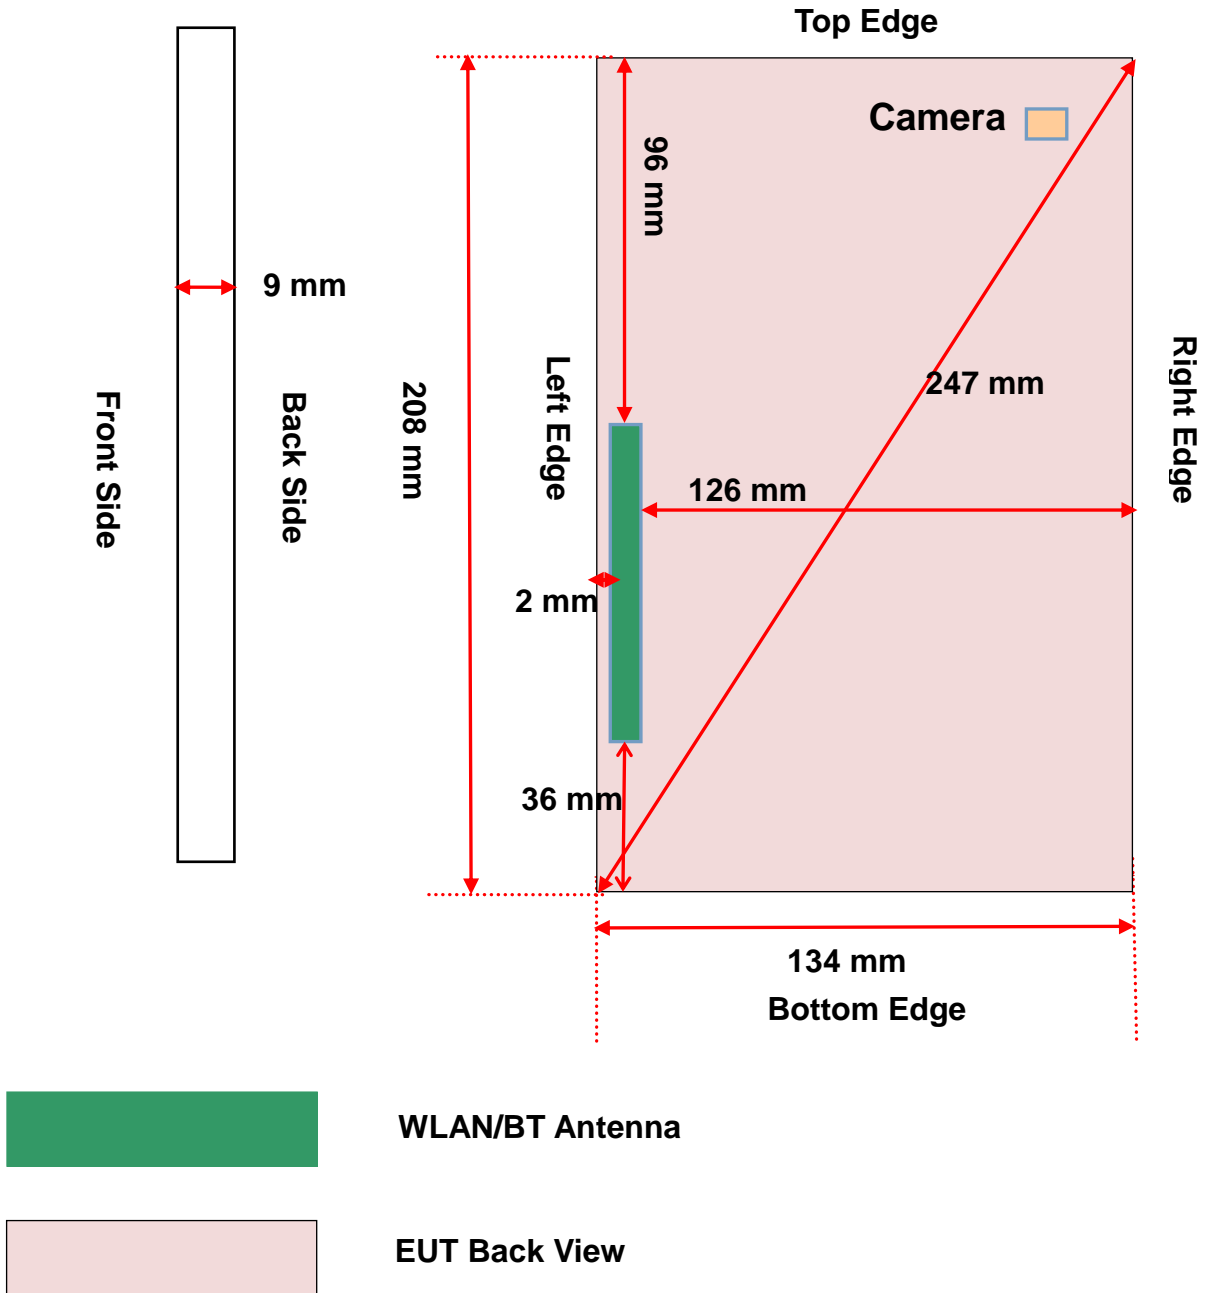 Top Edge
Camera
96 mm
9 mm
Front Side
Back Side
208 mm
Left Edge
247 mm
Right Edge
126 mm
2 mm
36 mm
134 mm
Bottom Edge
WLAN/BT Antenna
EUT Back View